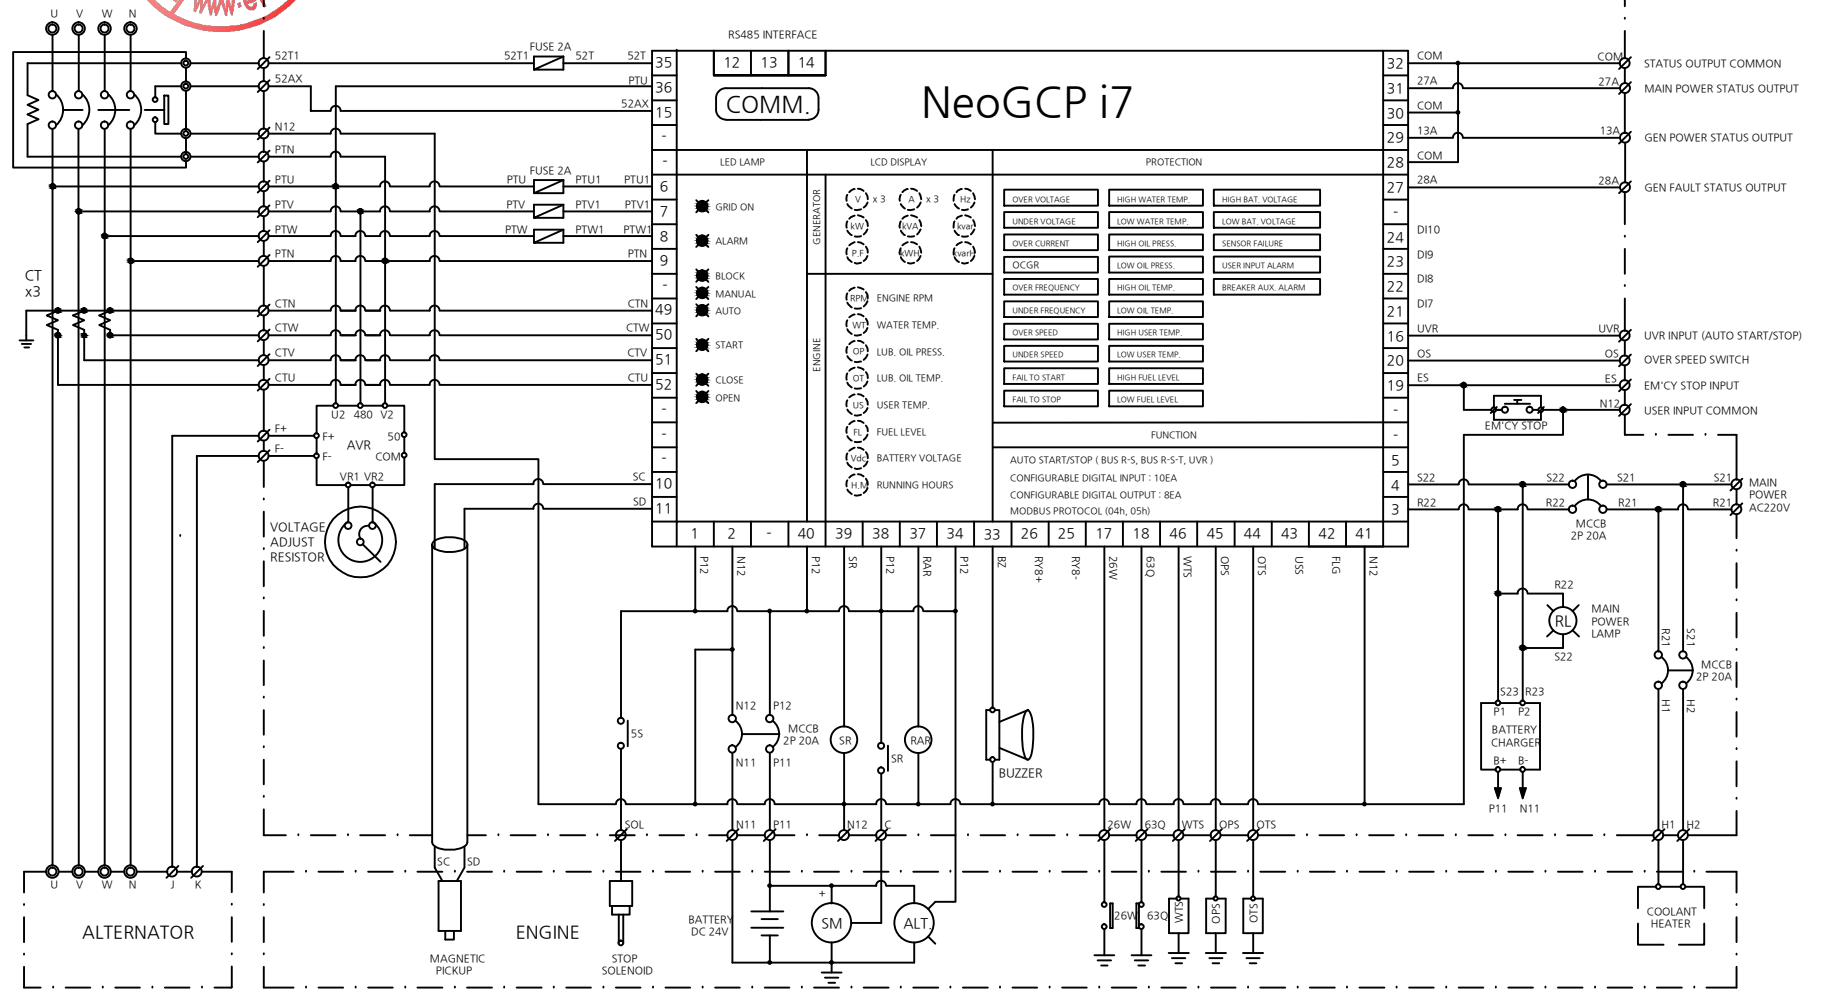 www.e
U V W N
RS485 INTERFACE
52T1
52T1
FUSE 2A
52T
52T
35
12 13 14
32
COM
COM
STATUS OUTPUT COMMON
52AX
PTU
36
COMM.
NeoGCP i7
31
27A
27A
MAIN POWER STATUS OUTPUT
52AX
15
30
COM
N12
-
29
13A
13A
GEN POWER STATUS OUTPUT
PTN
-
LED LAMP
LCD DISPLAY
PROTECTION
28
COM
PTU
PTU
FUSE 2A
PTU1
PTU1
6
27
28A
28A
GEN FAULT STATUS OUTPUT
PTV
PTV
PTV1
PTV1
7
-
PTW
PTW
PTW1
PTW1
8
24
DI10
PTN
PTN
9
23
DI9
-
22
DI8
CT
x3
CTN
CTN
49
21
DI7
CTW
CTW
50
16
UVR
UVR
UVR INPUT (AUTO START/STOP)
CTV
CTV
51
20
OS
OS
OVER SPEED SWITCH
CTU
CTU
52
19
ES
ES
EM'CY STOP INPUT
-
-
N12
USER INPUT COMMON
EM'CY STOP
-
-
-
5
SC
10
4
S22
S22
S21
S21
MAIN
POWER
AC220V
SD
11
3
R22
R22
R21
R21
MCCB
2P 20A
GRID ON
ALARM
BLOCK
MANUAL
AUTO
START
CLOSE
OPEN
GENERATOR
V x 3 A x 3 Hz
kW kVA kvar
P.F kWH kvarH
ENGINE
RPM ENGINE RPM
WT WATER TEMP.
OP LUB. OIL PRESS.
OT LUB. OIL TEMP.
US USER TEMP.
FL FUEL LEVEL
Vdc BATTERY VOLTAGE
H.M RUNNING HOURS
OVER VOLTAGE HIGH WATER TEMP. HIGH BAT. VOLTAGE
UNDER VOLTAGE LOW WATER TEMP. LOW BAT. VOLTAGE
OVER CURRENT HIGH OIL PRESS. SENSOR FAILURE
OCGR LOW OIL PRESS. USER INPUT ALARM
OVER FREQUENCY HIGH OIL TEMP. BREAKER AUX. ALARM
UNDER FREQUENCY LOW OIL TEMP.
OVER SPEED HIGH USER TEMP.
UNDER SPEED LOW USER TEMP.
FAIL TO START HIGH FUEL LEVEL
FAIL TO STOP LOW FUEL LEVEL
FUNCTION
AUTO START/STOP ( BUS R-S, BUS R-S-T, UVR )
CONFIGURABLE DIGITAL INPUT : 10EA
CONFIGURABLE DIGITAL OUTPUT : 8EA
MODBUS PROTOCOL (04h, 05h)
U2 480 V2
F+
F+
50
AVR
F-
F-
COM
VR1 VR2
VOLTAGE
ADJUST
RESISTOR
1 2 - 40 39 38 37 34 33 26 25 17 18 46 45 44 43 42 41
P12 N12 P12 SR P12 RAR P12 BZ RY8+ RY8- 26W 63Q WTS OPS OTS USS FLG N12
R22
RL
MAIN
POWER
LAMP
S22
R21 S21
MCCB
2P 20A
H1 H2
S23 R23
P1 P2
BATTERY
CHARGER
B+ B-
P11 N11
N12 P12
5S
MCCB
2P 20A
N11 P11
SR
SR
RAR
BUZZER
SOL N11 P11 N12 C 26W 63Q WTS OPS OTS H1 H2
SC SD
U V W N J K
ALTERNATOR
ENGINE
MAGNETIC
PICKUP
STOP
SOLENOID
BATTERY
DC 24V
+
SM
ALT.
26W
63Q
WTS
OPS
OTS
COOLANT
HEATER